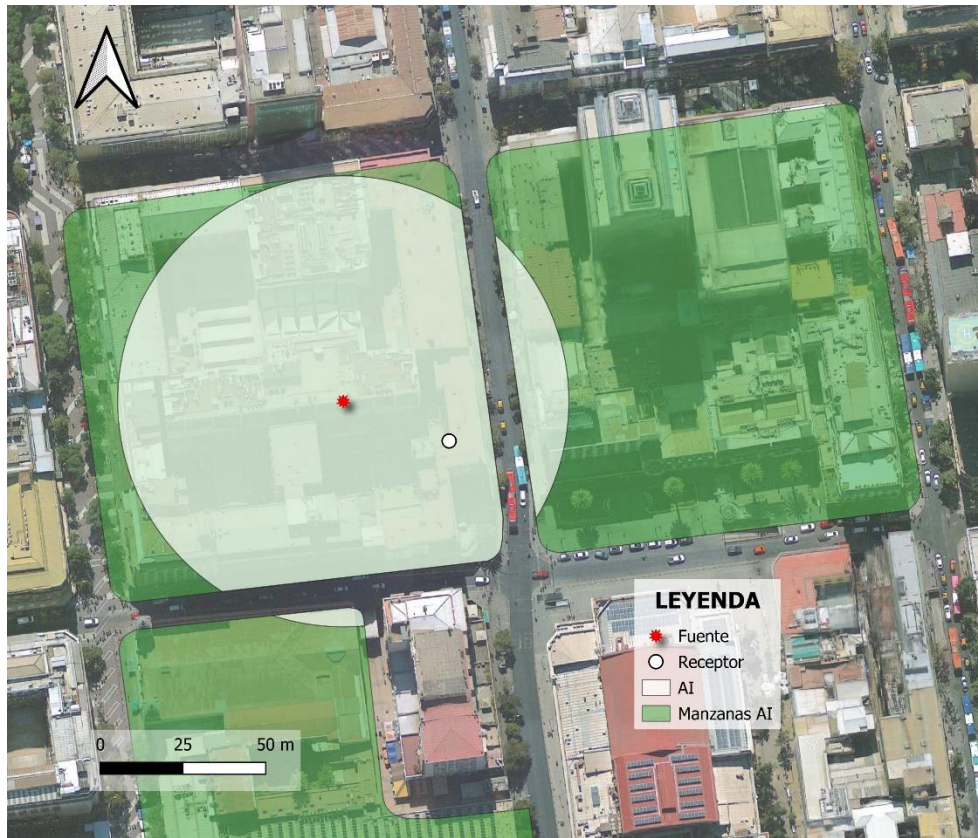 LEYENDA
Fuente
Receptor
AI
Manzanas AI
0 25 50 m
H